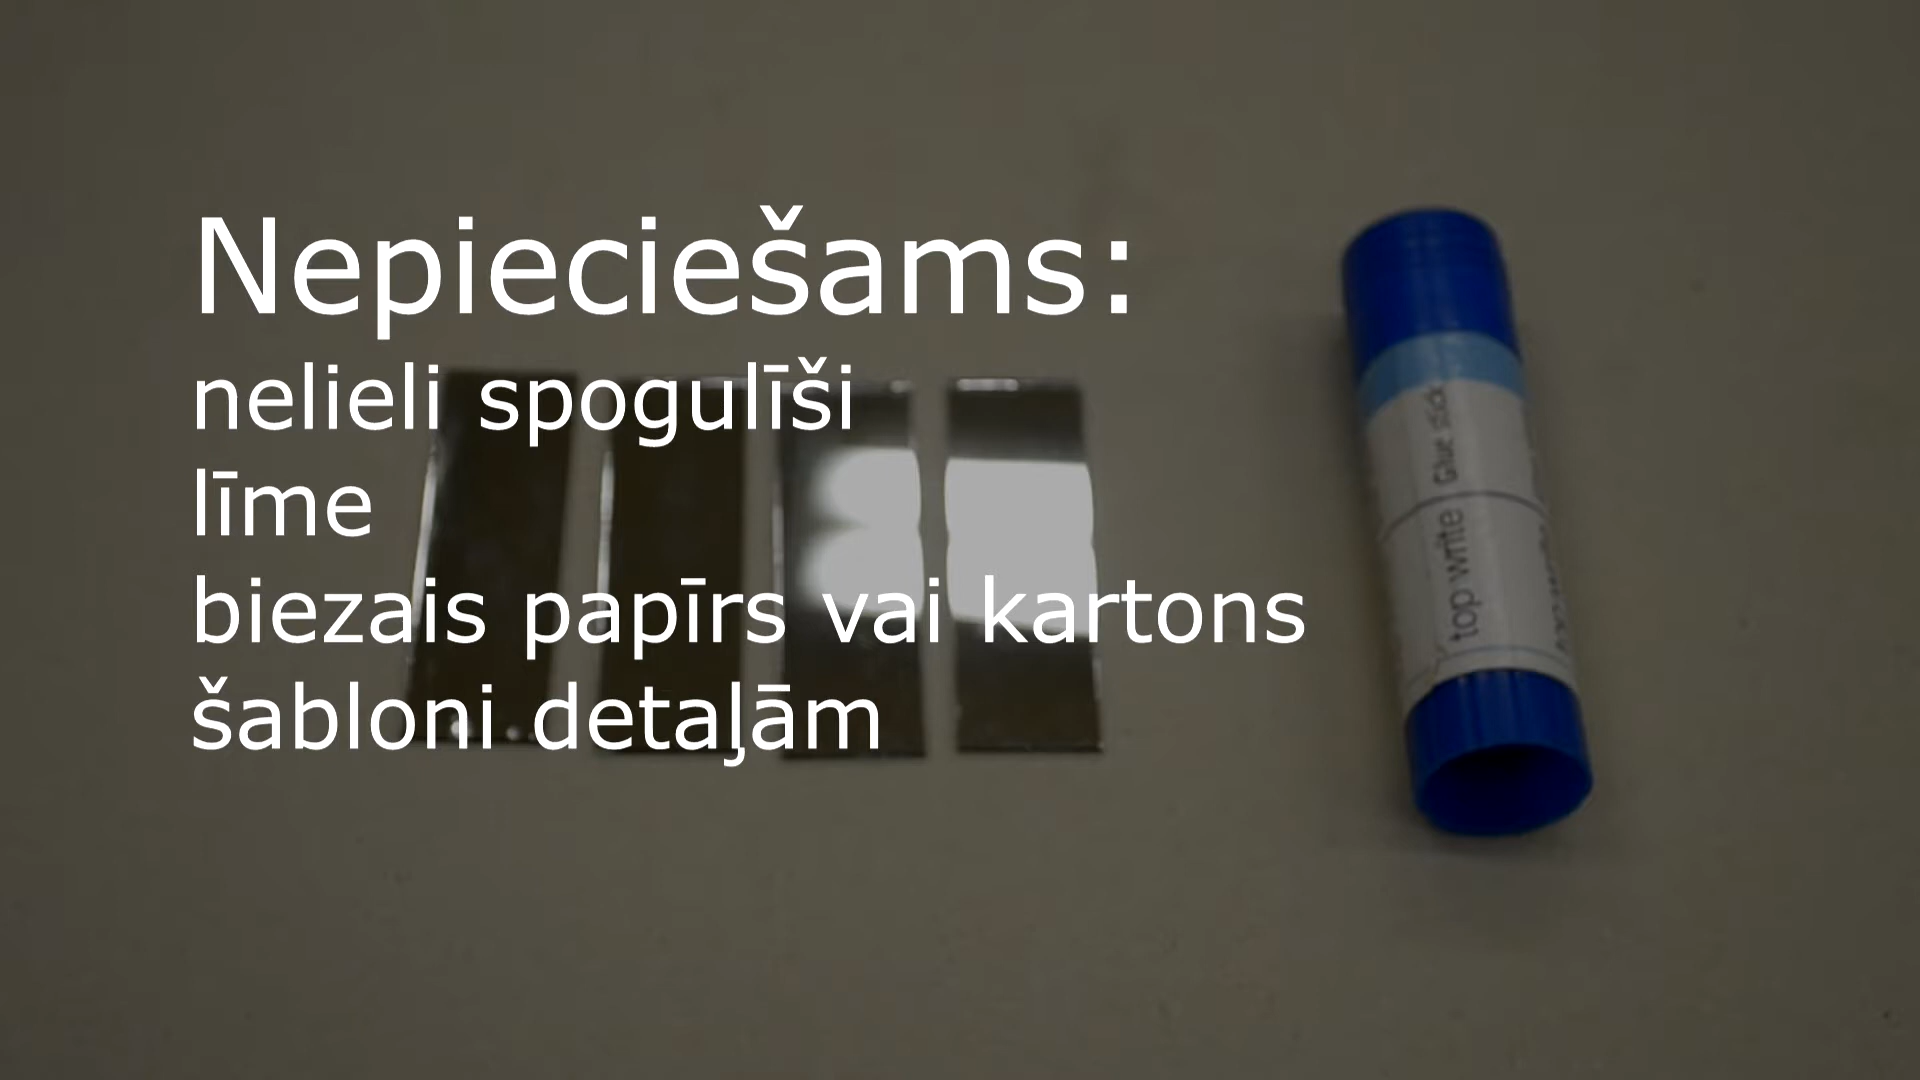 Nepieciešams:
nelieli spogulīši
līme
biezais papīrs vai kartons
šabloni detaļām
top write Glue stick